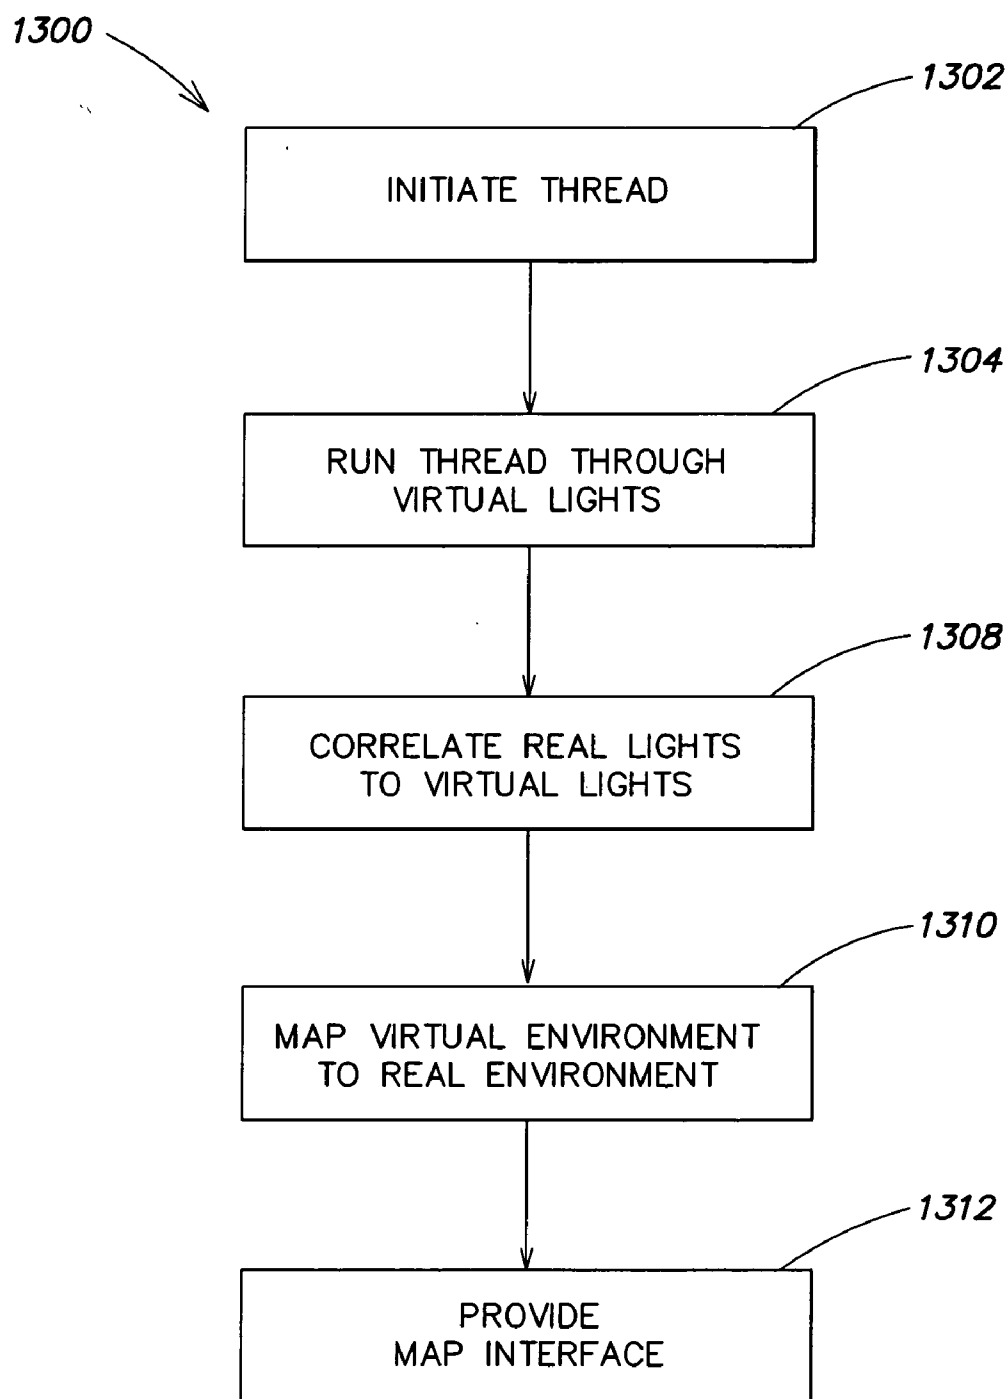 1300
1302
INITIATE THREAD
1304
RUN THREAD THROUGH
VIRTUAL LIGHTS
1308
CORRELATE REAL LIGHTS
TO VIRTUAL LIGHTS
1310
MAP VIRTUAL ENVIRONMENT
TO REAL ENVIRONMENT
1312
PROVIDE
MAP INTERFACE